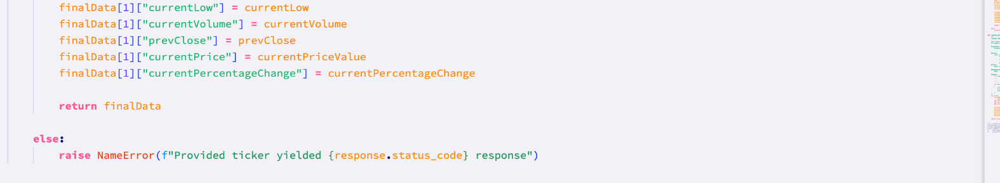 finalData[1]["currentLow"] = currentLow
finalData[1]["currentVolume"] = currentVolume
finalData[1]["prevClose"] = prevClose
finalData[1]["currentPrice"] = currentPriceValue
finalData[1]["currentPercentageChange"] = currentPercentageChange
return finalData
else:
raise NameError(f"Provided ticker yielded {response.status_code} response")